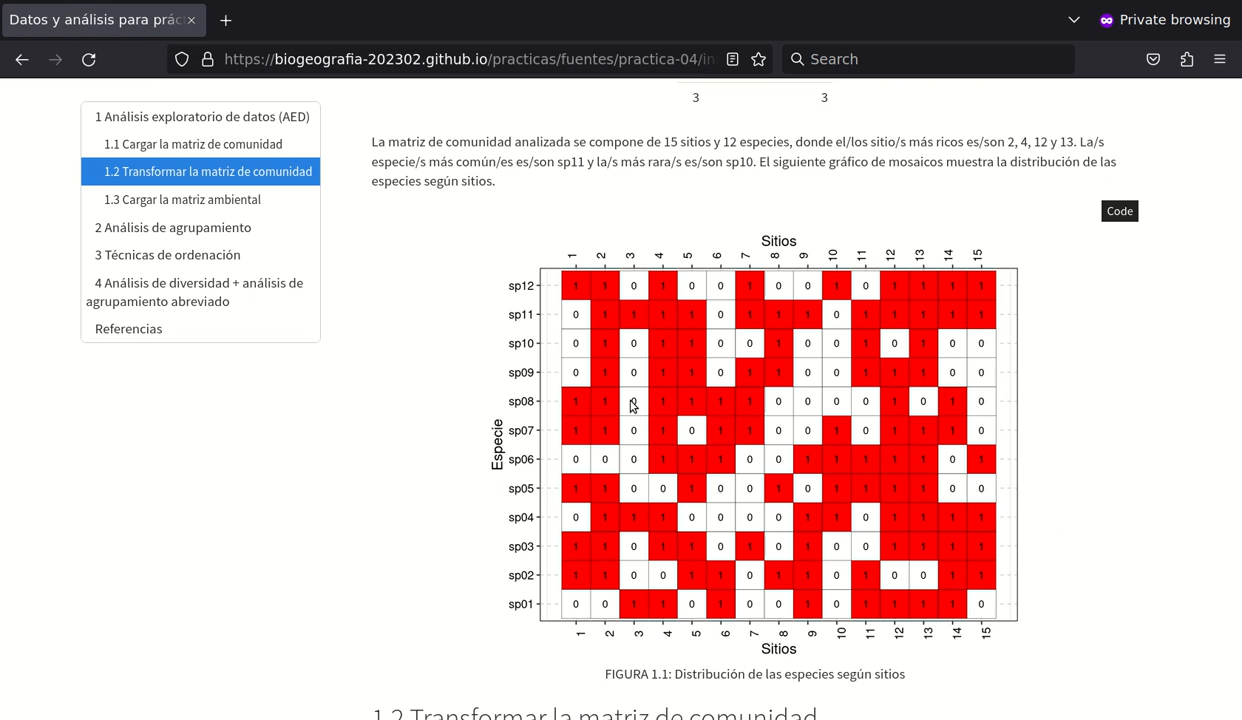 Datos y análisis para prác
Private browsing
https://biogeografia-202302.github.io/practicas/fuentes/practica-04/in
Search
1 Análisis exploratorio de datos (AED)
1.1 Cargar la matriz de comunidad
1.2 Transformar la matriz de comunidad
1.3 Cargar la matriz ambiental
2 Análisis de agrupamiento
3 Técnicas de ordenación
4 Análisis de diversidad + análisis de
agrupamiento abreviado
Referencias
3 3
La matriz de comunidad analizada se compone de 15 sitios y 12 especies, donde el/los sitio/s más ricos es/son 2, 4, 12 y 13. La/s
especie/s más común/es es/son sp11 y la/s más rara/s es/son sp10. El siguiente gráfico de mosaicos muestra la distribución de las
especies según sitios.
Code
Sitios
1 2 3 4 5 6 7 8 9 10 11 12 13 14 15
Especie
sp12 1 1 0 1 0 0 1 0 0 1 0 1 1 1 1
sp11 0 1 1 1 1 0 1 1 1 0 1 1 1 1 1
sp10 0 1 0 1 1 0 0 1 0 0 1 0 1 0 0
sp09 0 1 0 1 1 0 1 1 0 0 1 1 1 0 0
sp08 1 1 0 1 1 1 1 0 0 0 0 1 0 1 0
sp07 1 1 0 1 0 1 1 0 0 1 0 1 1 1 0
sp06 0 0 0 1 1 1 0 0 1 1 1 1 1 0 1
sp05 1 1 0 0 1 0 0 1 0 1 1 1 1 0 0
sp04 0 1 1 1 0 0 0 0 1 1 0 1 1 1 1
sp03 1 1 0 1 1 0 1 0 1 0 0 1 1 1 1
sp02 1 1 0 0 1 1 0 1 1 0 1 0 0 1 1
sp01 0 0 1 1 0 1 0 0 1 0 1 1 1 1 0
1 2 3 4 5 6 7 8 9 10 11 12 13 14 15
Sitios
FIGURA 1.1: Distribución de las especies según sitios
1.2 Transformar la matriz de comunidad